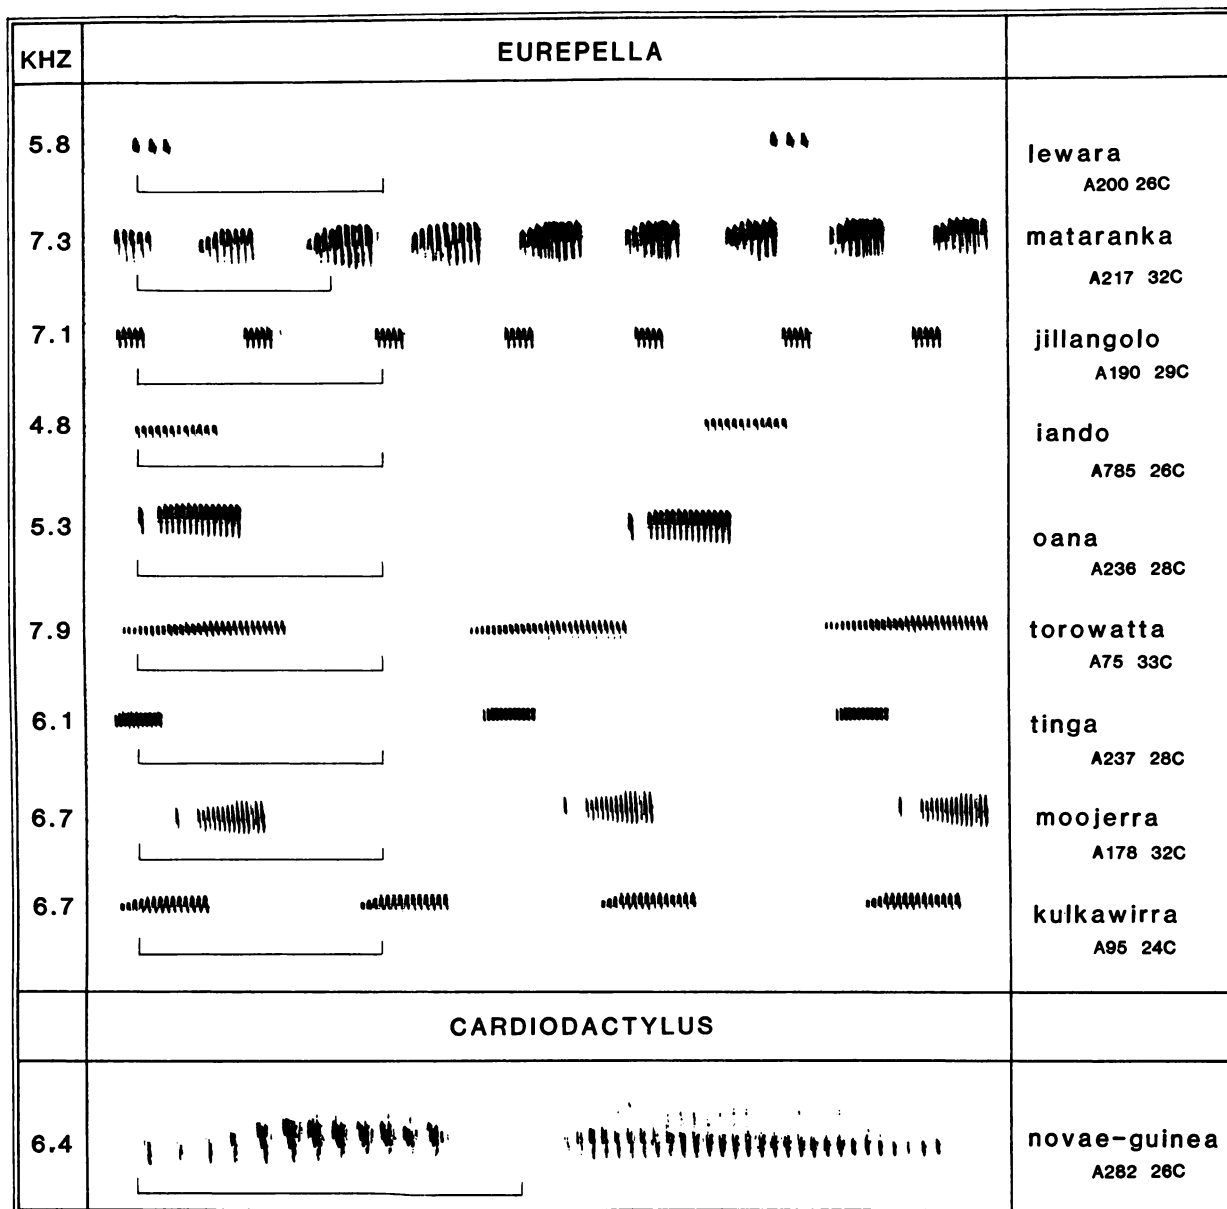 KHZ EUREPELLA
5.8 lewara
A200 26C
7.3 mataranka
A217 32C
7.1 jillangolo
A190 29C
4.8 iando
A785 26C
5.3 oana
A236 28C
7.9 torowatta
A75 33C
6.1 tinga
A237 28C
6.7 moojerra
A178 32C
6.7 kulkawirra
A95 24C
CARDIODACTYLUS
6.4 novae-guinea
A282 26C